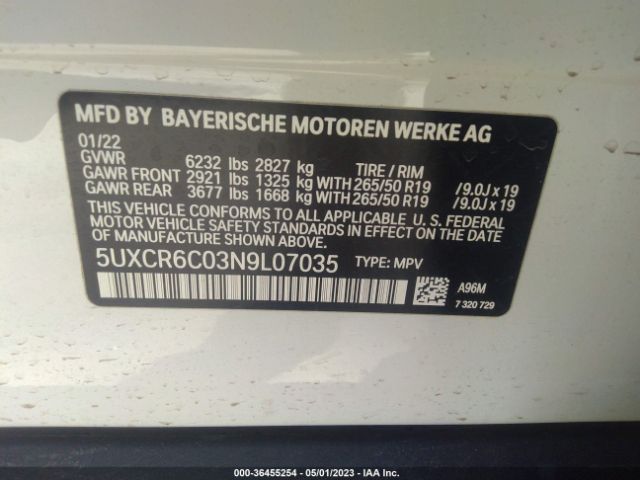 MFD BY BAYERISCHE MOTOREN WERKE AG
01/22
GVWR 6232 lbs 2827 kg TIRE / RIM
GAWR FRONT 2921 lbs 1325 kg WITH 265/50 R19 /9.0J x 19
GAWR REAR 3677 lbs 1668 kg WITH 265/50 R19 /9.0J x 19
THIS VEHICLE CONFORMS TO ALL APPLICABLE U. S. FEDERAL
MOTOR VEHICLE SAFETY STANDARDS IN EFFECT ON THE DATE
OF MANUFACTURE SHOWN ABOVE.
5UXCR6C03N9L07035 TYPE: MPV
A96M
7 320 729
000-36455254 - 05/01/2023 - IAA Inc.